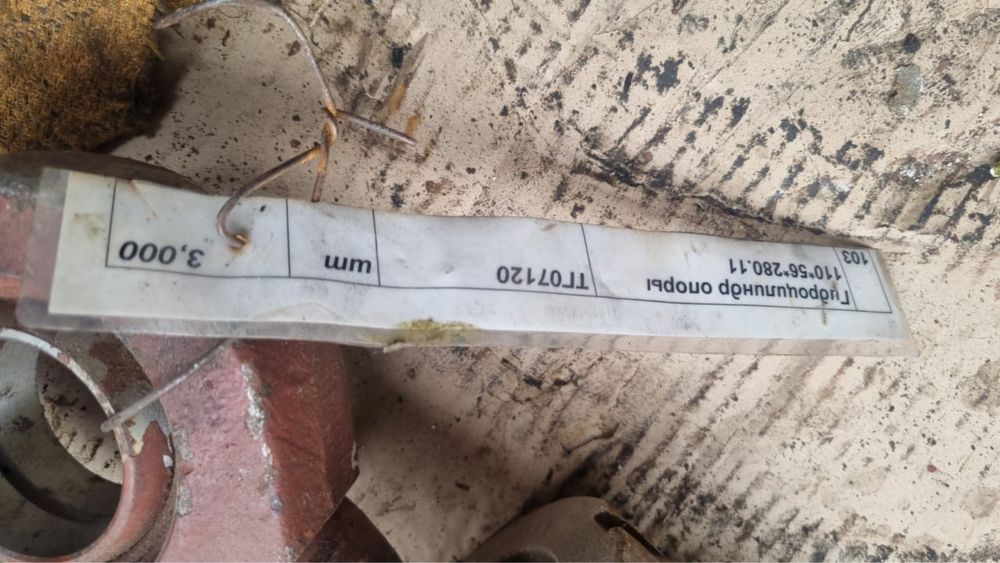 103
Гидроцилиндр опоры
110*56*280.11
ТГ07120
шт
3,000